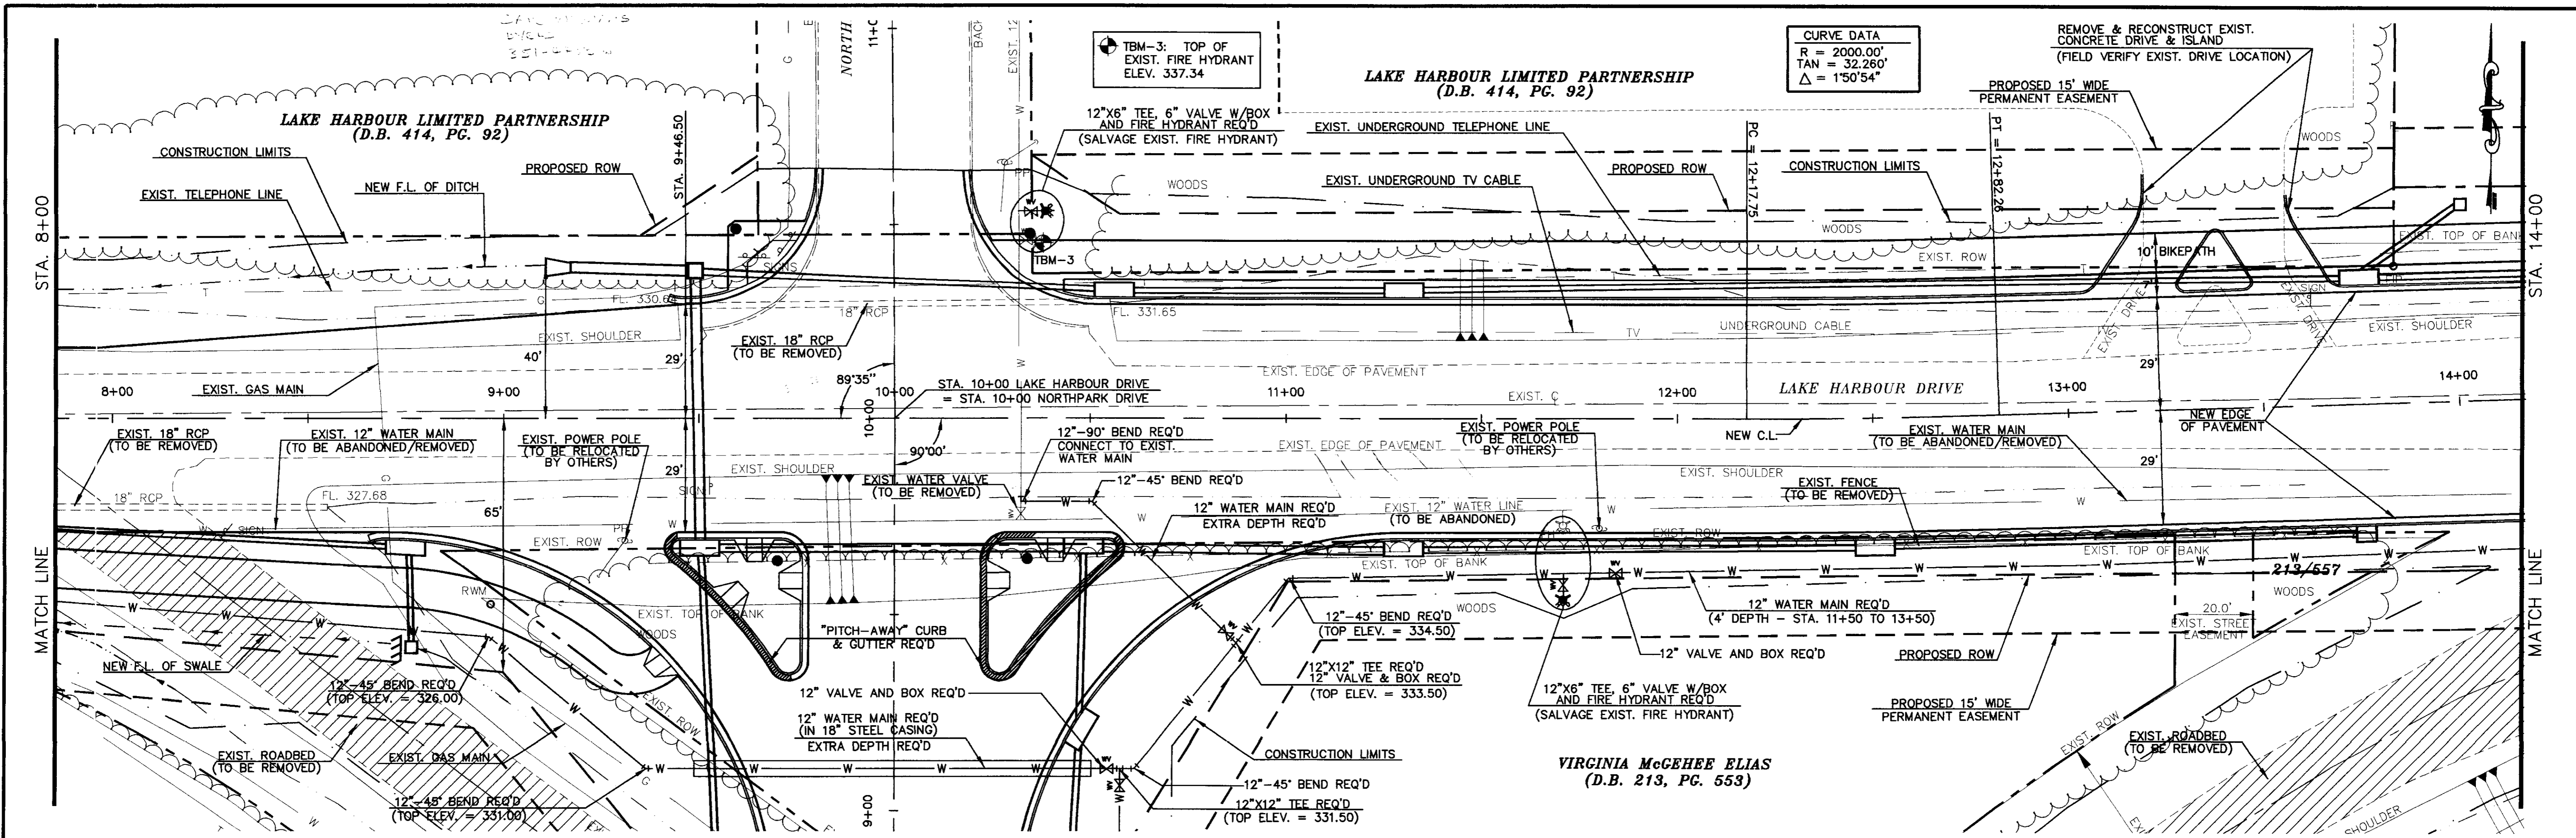 NORTH
11+0
BAC
EXIST. 12
G
W
TBM-3: TOP OF
EXIST. FIRE HYDRANT
ELEV. 337.34
LAKE HARBOUR LIMITED PARTNERSHIP
(D.B. 414, PG. 92)
CURVE DATA
R = 2000.00'
TAN = 32.260'
△ = 1°50'54"
REMOVE & RECONSTRUCT EXIST.
CONCRETE DRIVE & ISLAND
(FIELD VERIFY EXIST. DRIVE LOCATION)
PROPOSED 15' WIDE
PERMANENT EASEMENT
LAKE HARBOUR LIMITED PARTNERSHIP
(D.B. 414, PG. 92)
STA. 9+46.50
12"X6" TEE, 6" VALVE W/BOX
AND FIRE HYDRANT REQ'D
(SALVAGE EXIST. FIRE HYDRANT)
EXIST. UNDERGROUND TELEPHONE LINE
PC = 12+17.75
PT = 12+82.26
WOODS
CONSTRUCTION LIMITS
PROPOSED ROW
NEW F.L. OF DITCH
EXIST. TELEPHONE LINE
WOODS
EXIST. UNDERGROUND TV CABLE
PROPOSED ROW
CONSTRUCTION LIMITS
WOODS
STA. 8+00
STA. 14+00
EXIST. TOP OF BANK
10' BIKEPATH
EXIST. ROW
TBM-3
SIGNS
T
G
FL. 330.64
18" RCP
FL. 331.65
SIGN
EXIST. DRIVE
EXIST. DRIVE
TV
UNDERGROUND CABLE
EXIST. SHOULDER
EXIST. SHOULDER
EXIST. 18" RCP
(TO BE REMOVED)
40'
29'
29'
EXIST. EDGE OF PAVEMENT
89°35"
8+00
EXIST. GAS MAIN
9+00
10+00
STA. 10+00 LAKE HARBOUR DRIVE
= STA. 10+00 NORTHPARK DRIVE
11+00
EXIST. ȼ
12+00
LAKE HARBOUR DRIVE
13+00
14+00
10+00
EXIST. 18" RCP
(TO BE REMOVED)
EXIST. 12" WATER MAIN
(TO BE ABANDONED/REMOVED)
EXIST. POWER POLE
(TO BE RELOCATED
BY OTHERS)
90°00'
12"-90° BEND REQ'D
CONNECT TO EXIST.
WATER MAIN
EXIST. EDGE OF PAVEMENT
EXIST. POWER POLE
(TO BE RELOCATED
BY OTHERS)
NEW C.L.
EXIST. WATER MAIN
(TO BE ABANDONED/REMOVED)
NEW EDGE
OF PAVEMENT
29'
EXIST. SHOULDER
EXIST. SHOULDER
29'
EXIST. WATER VALVE
(TO BE REMOVED)
12"-45° BEND REQ'D
18" RCP
FL. 327.68
SIGN
65'
12" WATER MAIN REQ'D
EXTRA DEPTH REQ'D
EXIST. 12" WATER LINE
(TO BE ABANDONED)
EXIST. FENCE
(TO BE REMOVED)
W
SIGN
EXIST. ROW
EXIST. ROW
EXIST. TOP OF BANK
EXIST. TOP OF BANK
213/557
WOODS
MATCH LINE
MATCH LINE
RWM
EXIST. TOP OF BANK
WOODS
"PITCH-AWAY" CURB
& GUTTER REQ'D
12"-45° BEND REQ'D
(TOP ELEV. = 334.50)
WOODS
12" WATER MAIN REQ'D
(4' DEPTH - STA. 11+50 TO 13+50)
20.0'
EXIST. STREET
EASEMENT
NEW F.L. OF SWALE
12"-45° BEND REQ'D
(TOP ELEV. = 326.00)
12" VALVE AND BOX REQ'D
PROPOSED ROW
12"X12" TEE REQ'D
12" VALVE & BOX REQ'D
(TOP ELEV. = 333.50)
12" VALVE AND BOX REQ'D
12"X6" TEE, 6" VALVE W/BOX
AND FIRE HYDRANT REQ'D
(SALVAGE EXIST. FIRE HYDRANT)
PROPOSED 15' WIDE
PERMANENT EASEMENT
EXIST. ROW
12" WATER MAIN REQ'D
(IN 18" STEEL CASING)
EXTRA DEPTH REQ'D
EXIST. ROADBED
(TO BE REMOVED)
EXIST. GAS MAIN
CONSTRUCTION LIMITS
VIRGINIA McGEHEE ELIAS
(D.B. 213, PG. 553)
EXIST. ROW
EXIST. ROADBED
(TO BE REMOVED)
12"-45° BEND REQ'D
(TOP ELEV. = 331.00)
9+00
12"-45° BEND REQ'D
12"X12" TEE REQ'D
(TOP ELEV. = 331.50)
SHOULDER